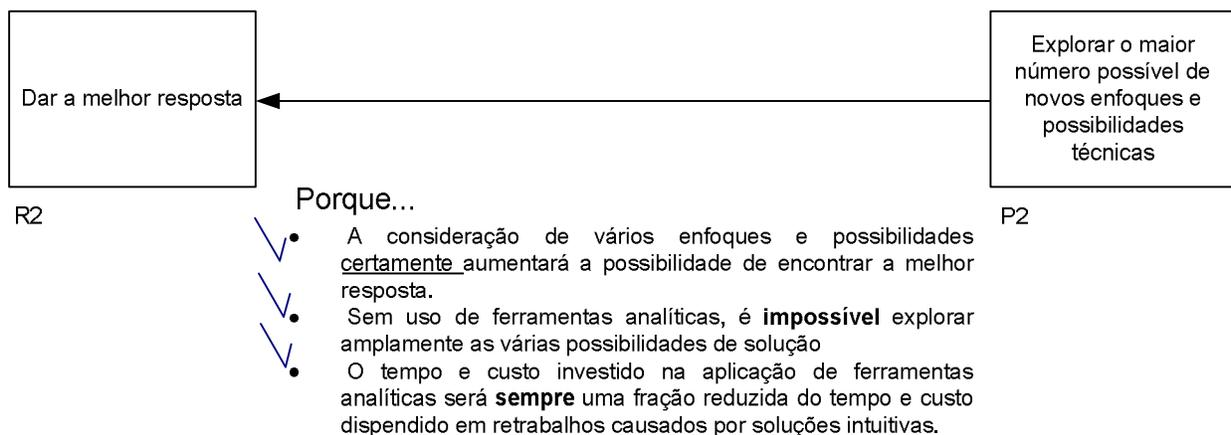 Dar a melhor resposta
Explorar o maior
número possível de
novos enfoques e
possibilidades
técnicas
R2
P2
Porque...
• A consideração de vários enfoques e possibilidades
certamente aumentará a possibilidade de encontrar a melhor
resposta.
• Sem uso de ferramentas analíticas, é impossível explorar
amplamente as várias possibilidades de solução
• O tempo e custo investido na aplicação de ferramentas
analíticas será sempre uma fração reduzida do tempo e custo
dispendido em retrabalhos causados por soluções intuitivas.